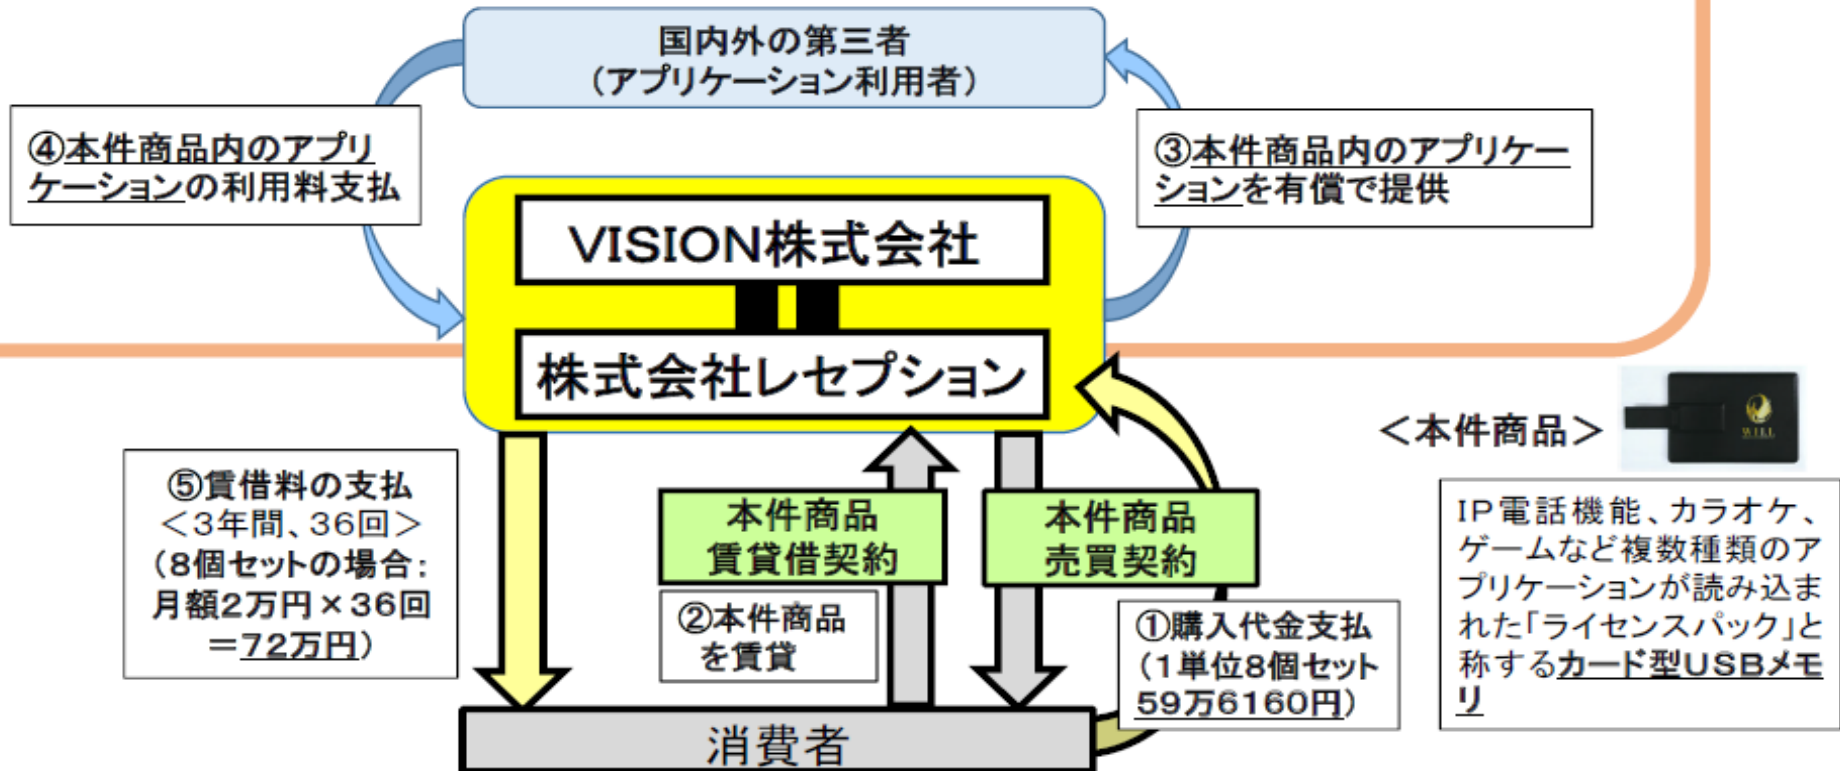 国内外の第三者
（アプリケーション利用者）
④本件商品内のアプリ
ケーションの利用料支払
③本件商品内のアプリケー
ションを有償で提供
VISION株式会社
株式会社レセプション
＜本件商品＞
WILL
⑤賃借料の支払
＜3年間、36回＞
（8個セットの場合：
月額2万円×36回
＝72万円）
本件商品
賃貸借契約
②本件商品
を賃貸
本件商品
売買契約
①購入代金支払
（1単位8個セット
59万6160円）
IP電話機能、カラオケ、
ゲームなど複数種類のア
プリケーションが読み込ま
れた「ライセンスパック」と
称するカード型USBメモ
リ
消費者